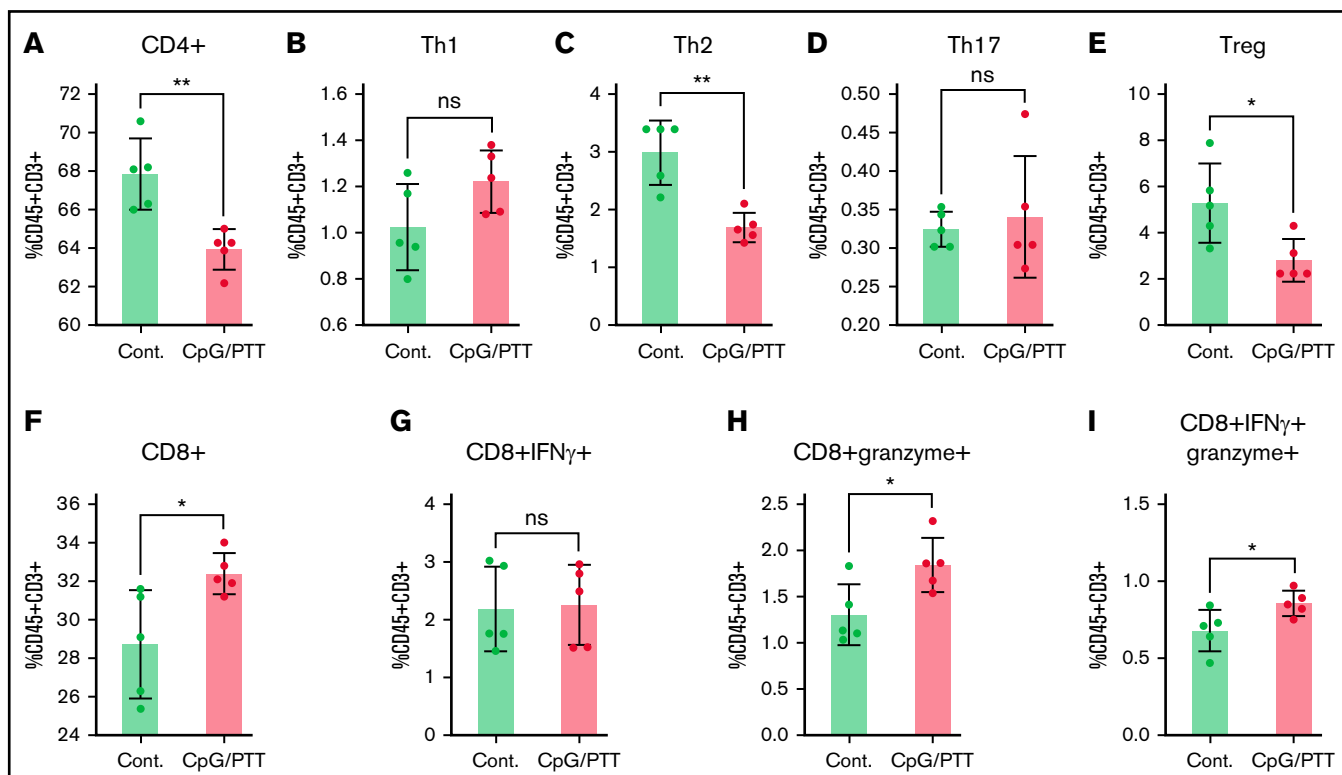 A
CD4+
%CD45+CD3+
72
70
68
66
64
62
60
**
Cont.
CpG/PTT
B
Th1
%CD45+CD3+
1.6
1.4
1.2
1.0
0.8
0.6
ns
Cont.
CpG/PTT
C
Th2
%CD45+CD3+
4
3
2
1
0
**
Cont.
CpG/PTT
D
Th17
%CD45+CD3+
0.50
0.45
0.40
0.35
0.30
0.25
0.20
ns
Cont.
CpG/PTT
E
Treg
%CD45+CD3+
10
8
6
4
2
0
*
Cont.
CpG/PTT
F
CD8+
%CD45+CD3+
36
34
32
30
28
26
24
*
Cont.
CpG/PTT
G
CD8+IFNγ+
%CD45+CD3+
4
3
2
1
0
ns
Cont.
CpG/PTT
H
CD8+granzyme+
%CD45+CD3+
2.5
2.0
1.5
1.0
0.5
0.0
*
Cont.
CpG/PTT
I
CD8+IFNγ+
granzyme+
%CD45+CD3+
1.5
1.0
0.5
0.0
*
Cont.
CpG/PTT